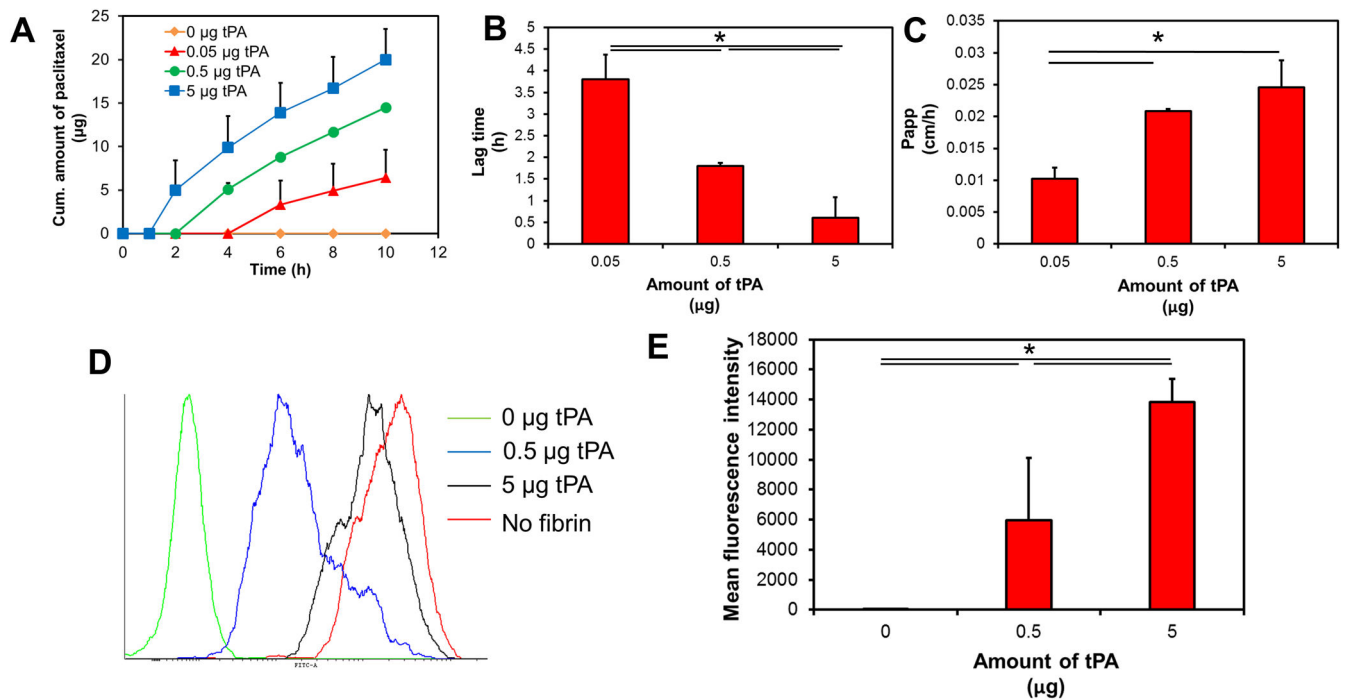 A
Cum. amount of paclitaxel
(µg)
25
20
15
10
5
0
0 µg tPA
0.05 µg tPA
0.5 µg tPA
5 µg tPA
0 2 4 6 8 10 12
Time (h)
B
Lag time
(h)
5
4.5
4
3.5
3
2.5
2
1.5
1
0.5
0
*
0.05 0.5 5
Amount of tPA
(µg)
C
Papp
(cm/h)
0.035
0.03
0.025
0.02
0.015
0.01
0.005
0
*
0.05 0.5 5
Amount of tPA
(µg)
D
0 µg tPA
0.5 µg tPA
5 µg tPA
No fibrin
FITC-A
E
Mean fluorescence intensity
18000
16000
14000
12000
10000
8000
6000
4000
2000
0
*
0 0.5 5
Amount of tPA
(µg)